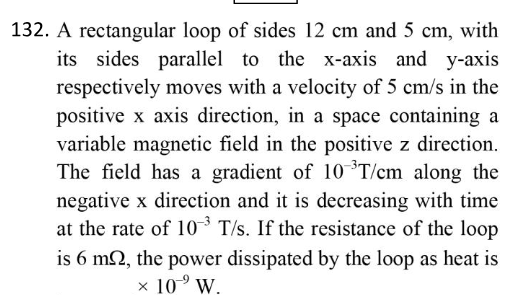 132. A rectangular loop of sides 12 cm and 5 cm, with
its sides parallel to the x-axis and y-axis
respectively moves with a velocity of 5 cm/s in the
positive x axis direction, in a space containing a
variable magnetic field in the positive z direction.
The field has a gradient of 10⁻³T/cm along the
negative x direction and it is decreasing with time
at the rate of 10⁻³ T/s. If the resistance of the loop
is 6 mΩ, the power dissipated by the loop as heat is
× 10⁻⁹ W.